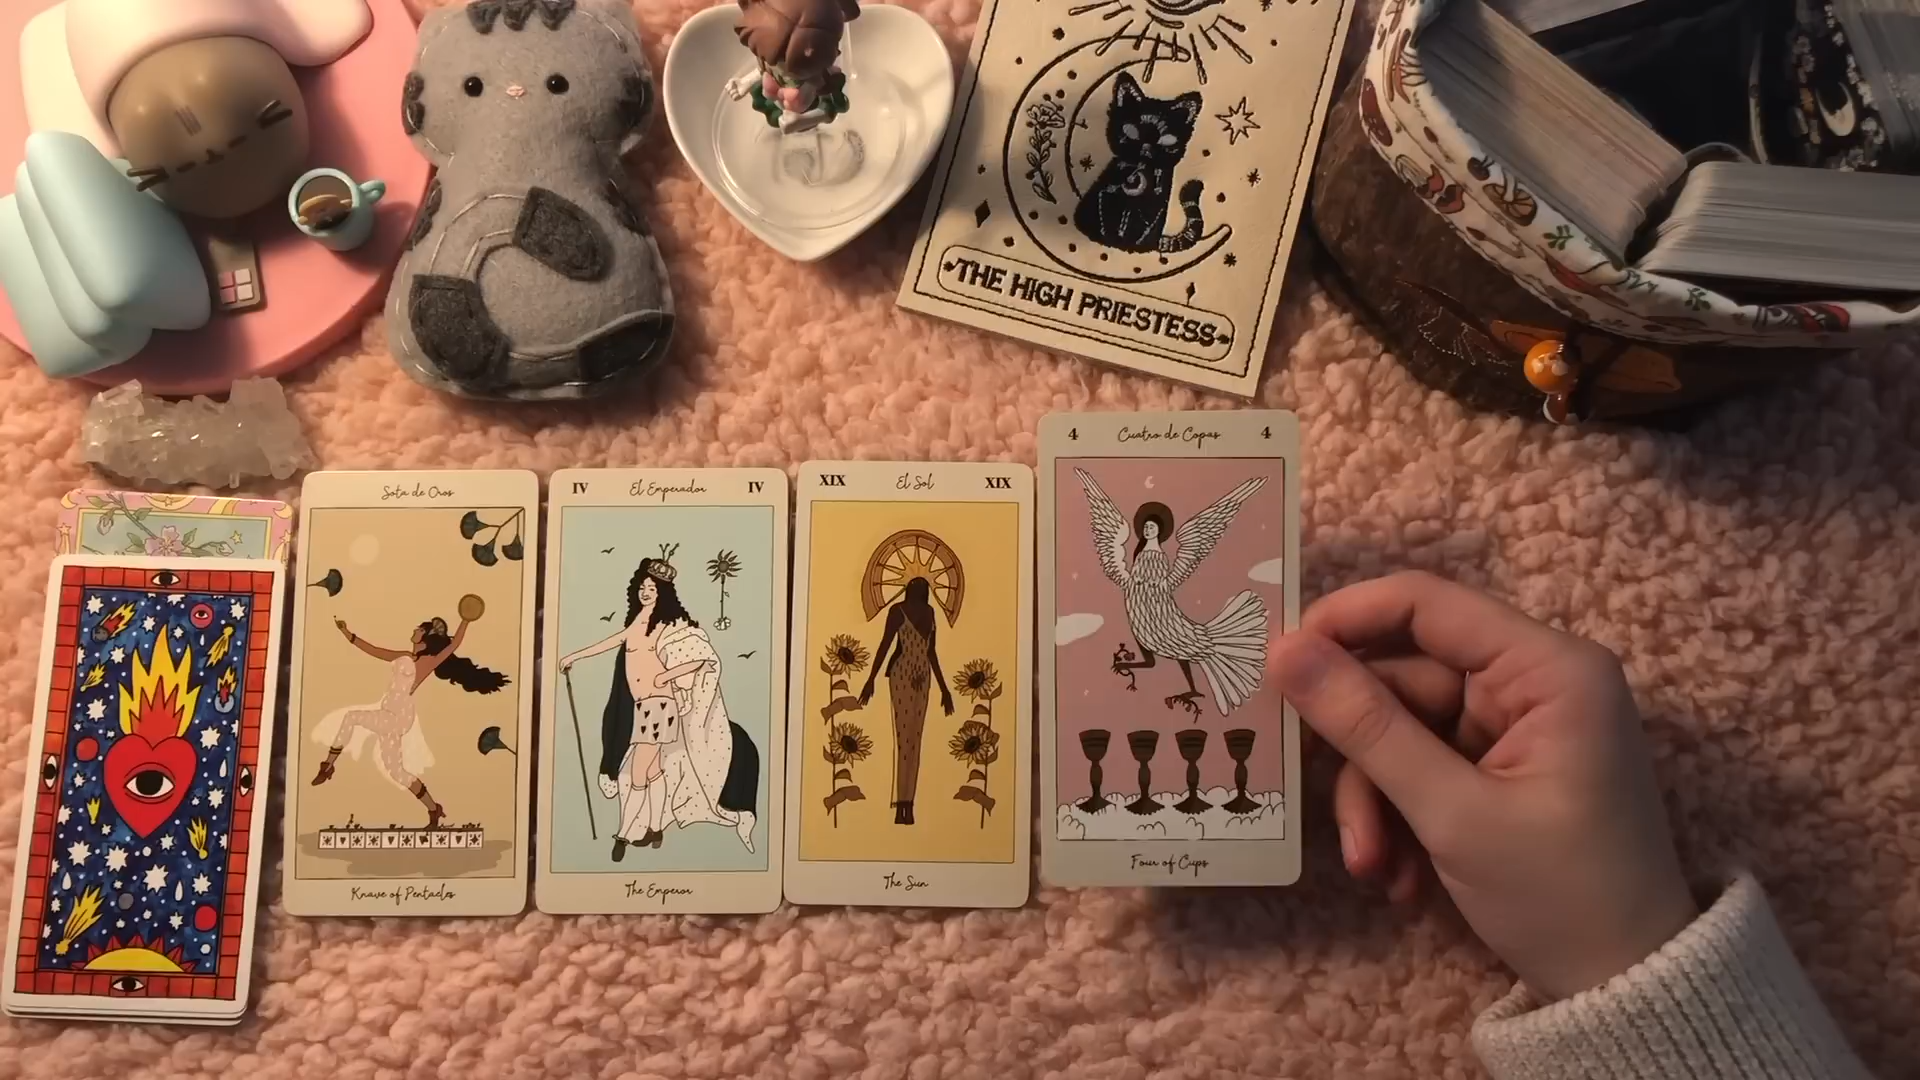 THE HIGH PRIESTESS
Sota de Oros
Knave of Pentacles
IV El Emperador IV
The Emperor
XIX El Sol XIX
The Sun
4 Cuatro de Copas 4
Four of Cups